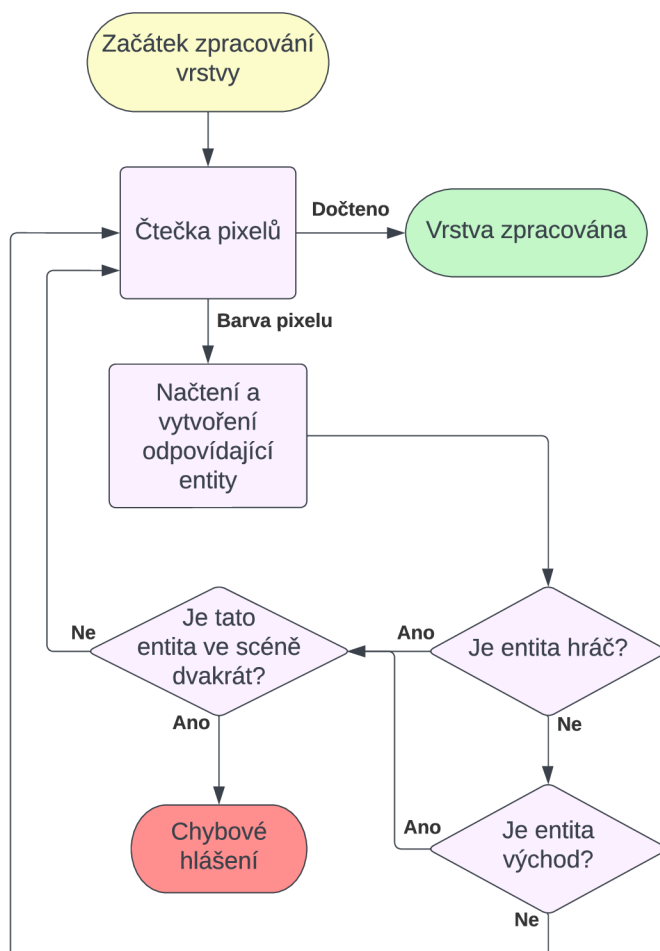 Začátek zpracování
vrstvy
Čtečka pixelů
Dočteno
Vrstva zpracována
Barva pixelu
Načtení a
vytvoření
odpovídající
entity
Je tato
entita ve scéně
dvakrát?
Ne
Ano
Je entita hráč?
Ano
Ne
Chybové
hlášení
Ano
Je entita
východ?
Ne